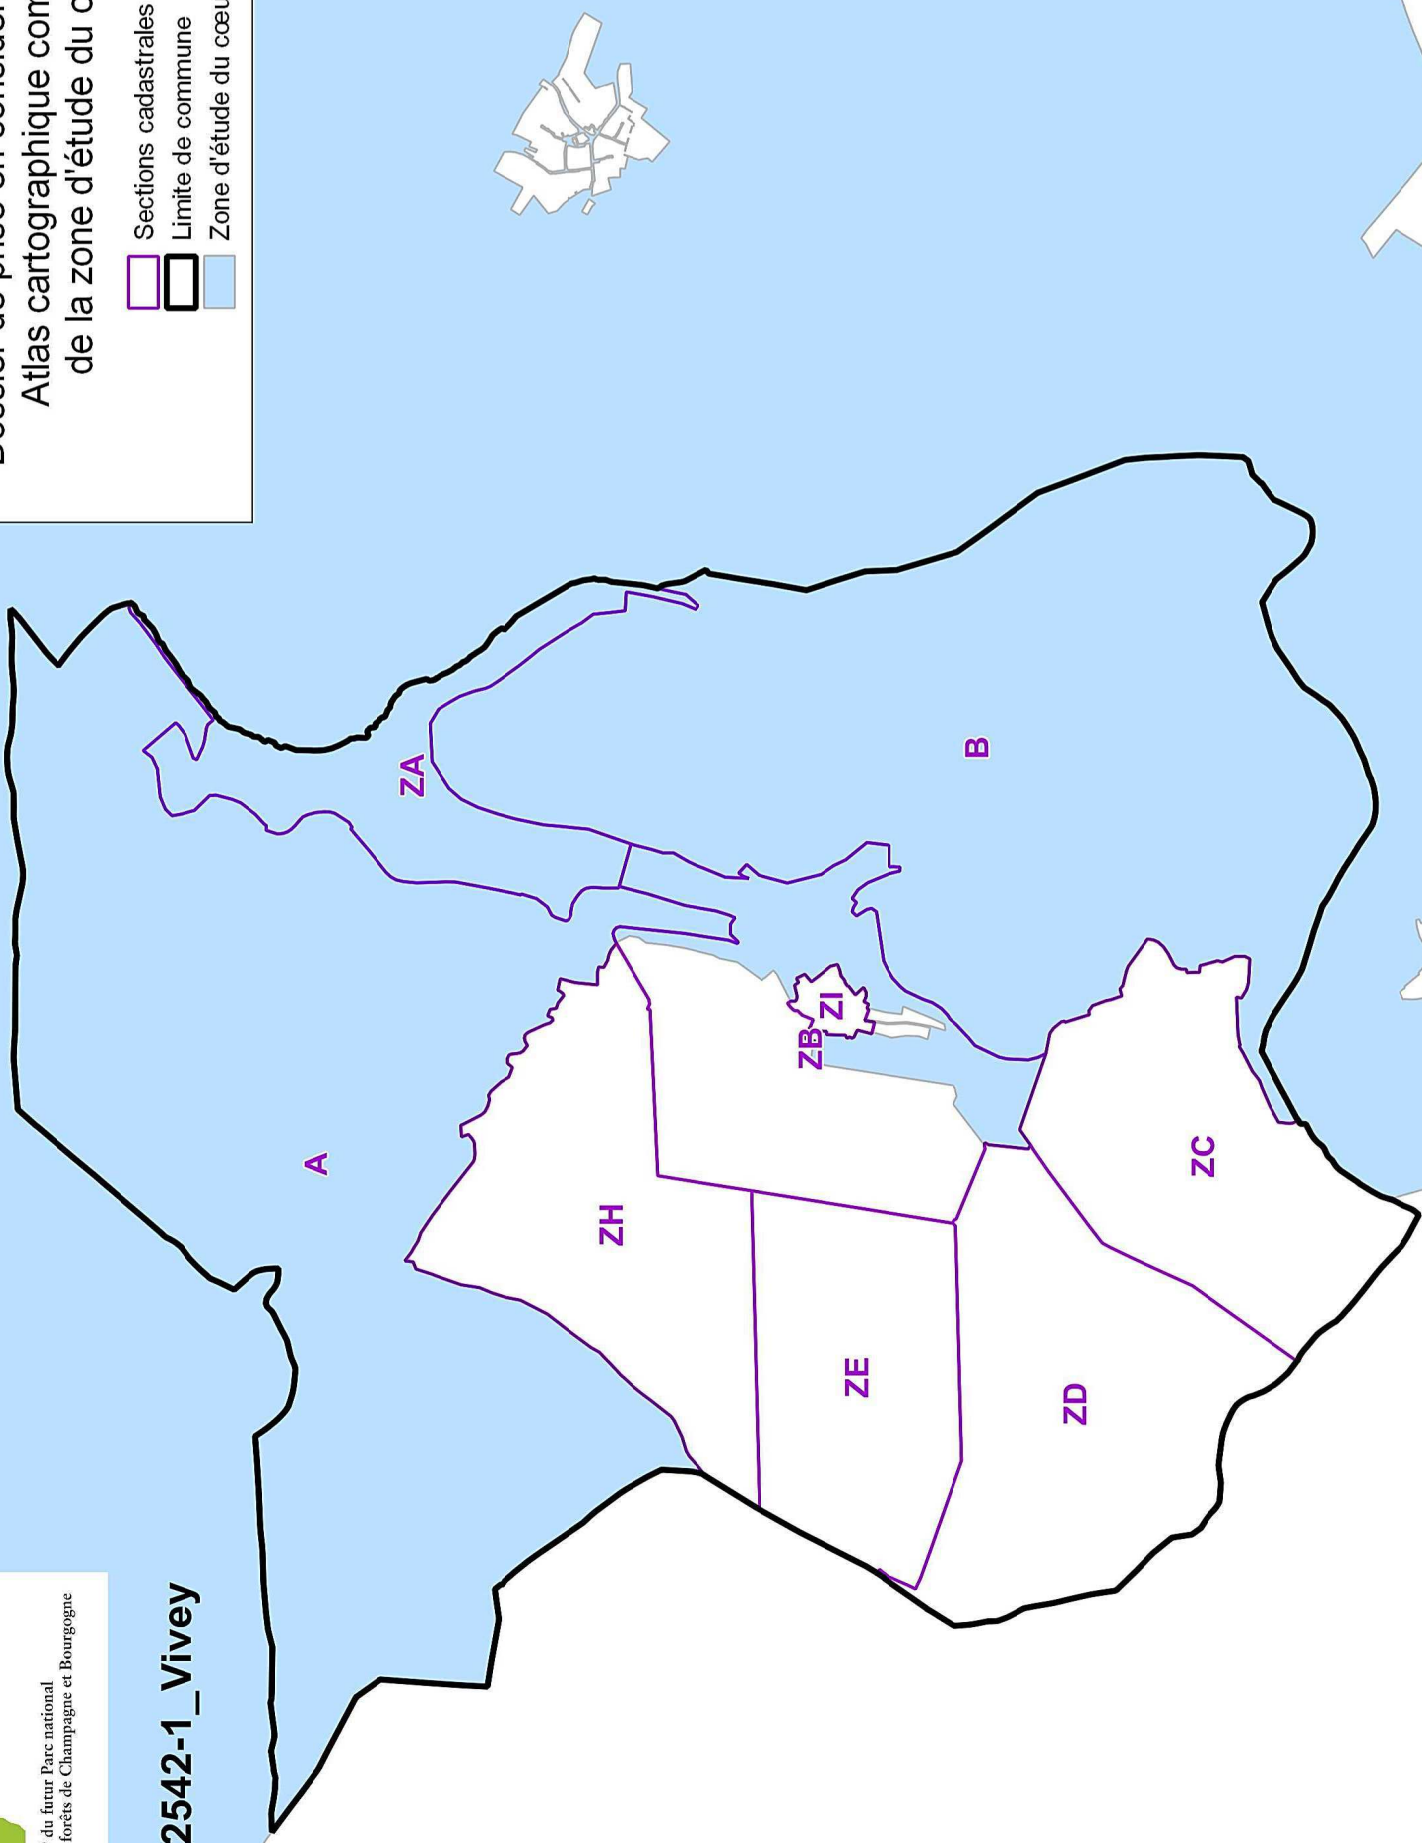 du futur Parc national
forêts de Champagne et Bourgogne
2542-1_Vivey
Atlas cartographique com
de la zone d'étude du c
Sections cadastrales
Limite de commune
Zone d'étude du cœu
A
ZA
B
ZH
ZB
ZI
ZE
ZD
ZC